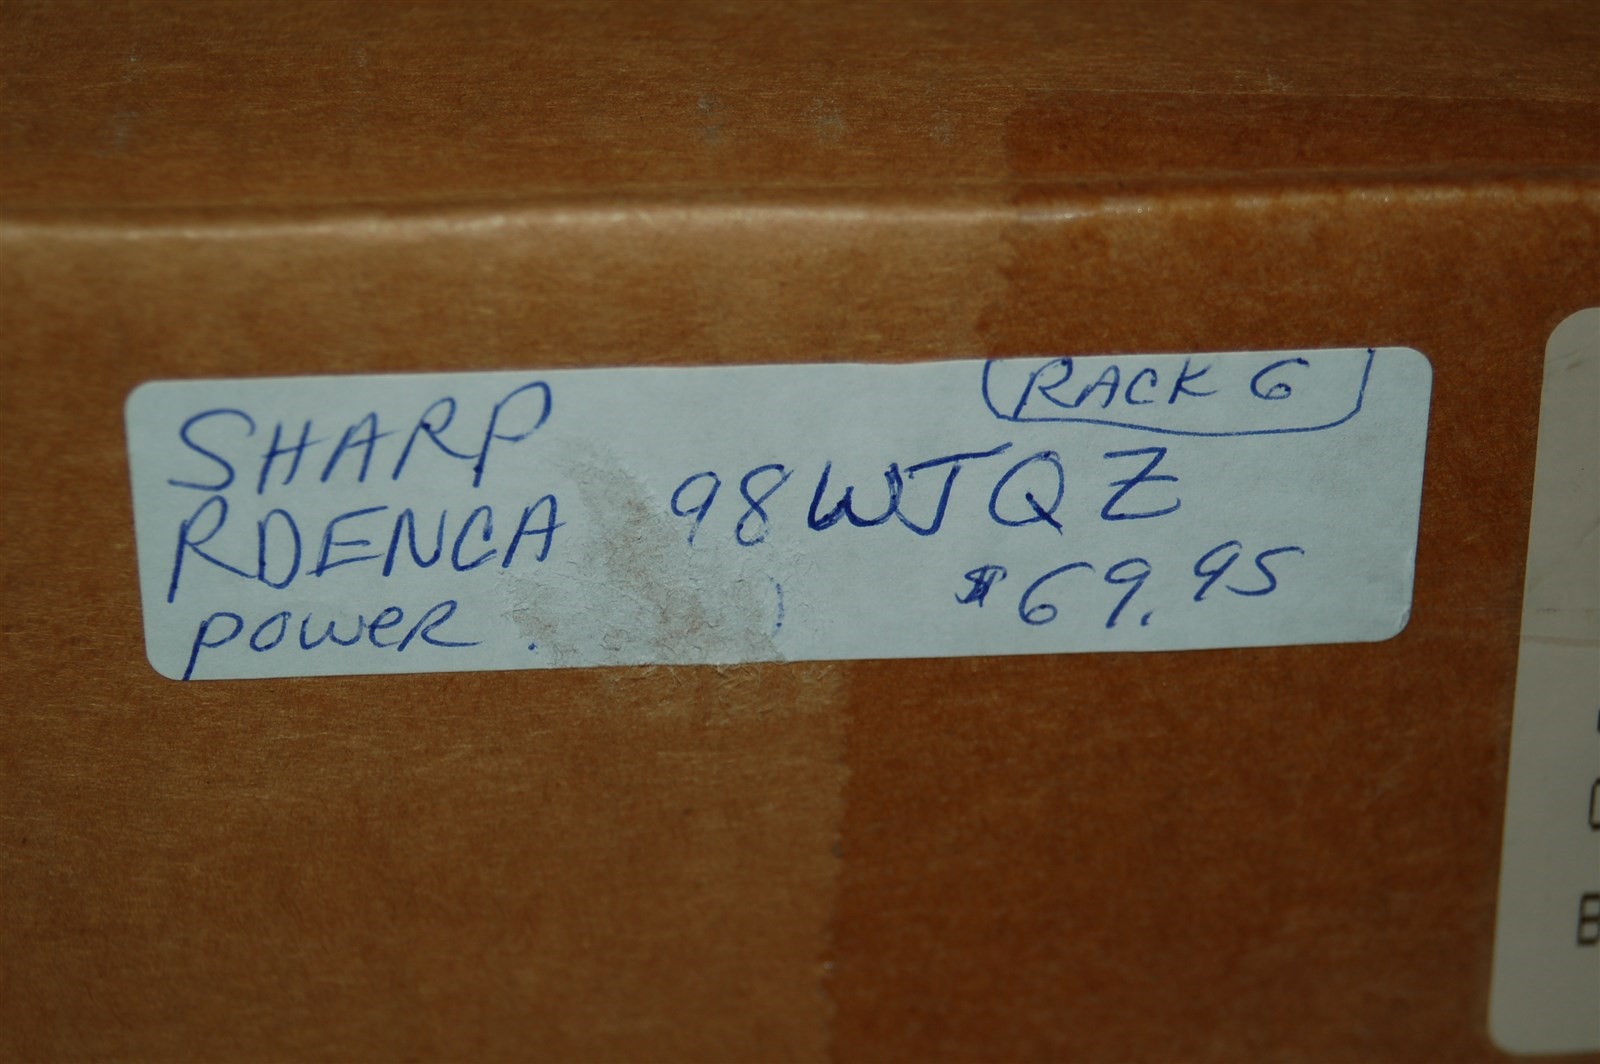 RACK 6
SHARP
RDENCA 98WJQZ
POWER. $69.95
B